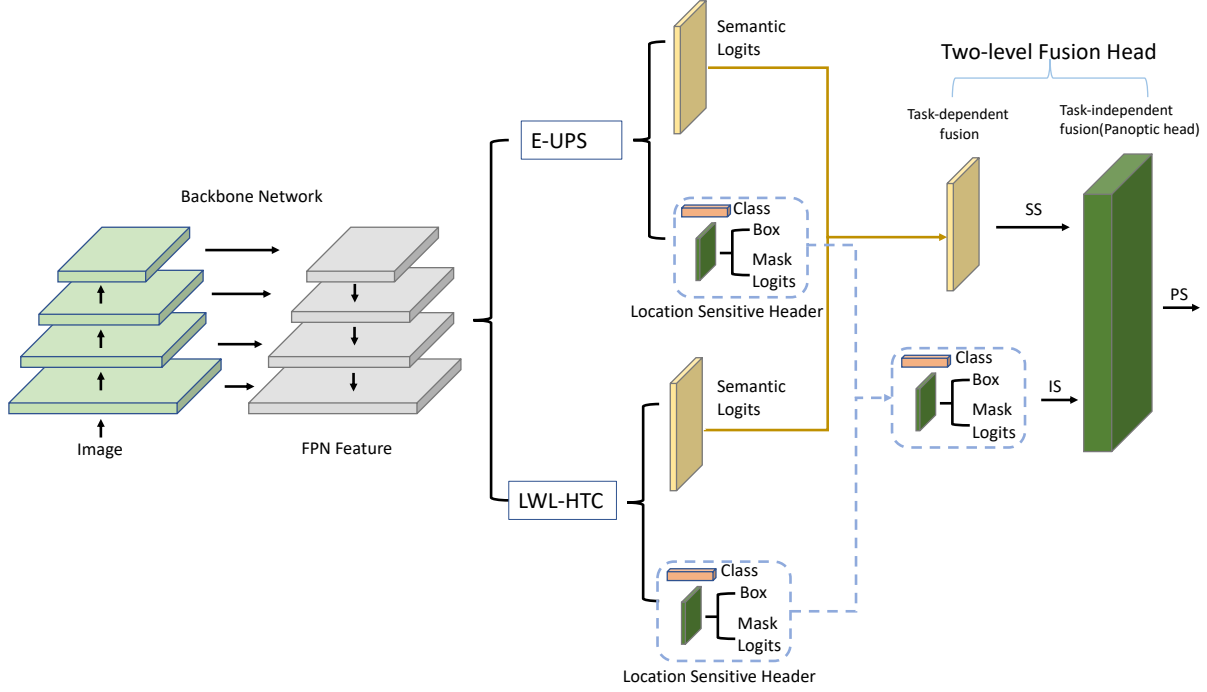 Backbone Network
Image
FPN Feature
E-UPS
LWL-HTC
Semantic
Logits
Class
Box
Mask
Logits
Location Sensitive Header
Semantic
Logits
Class
Box
Mask
Logits
Location Sensitive Header
Two-level Fusion Head
Task-dependent
fusion
Task-independent
fusion(Panoptic head)
SS
Class
Box
Mask
Logits
IS
PS